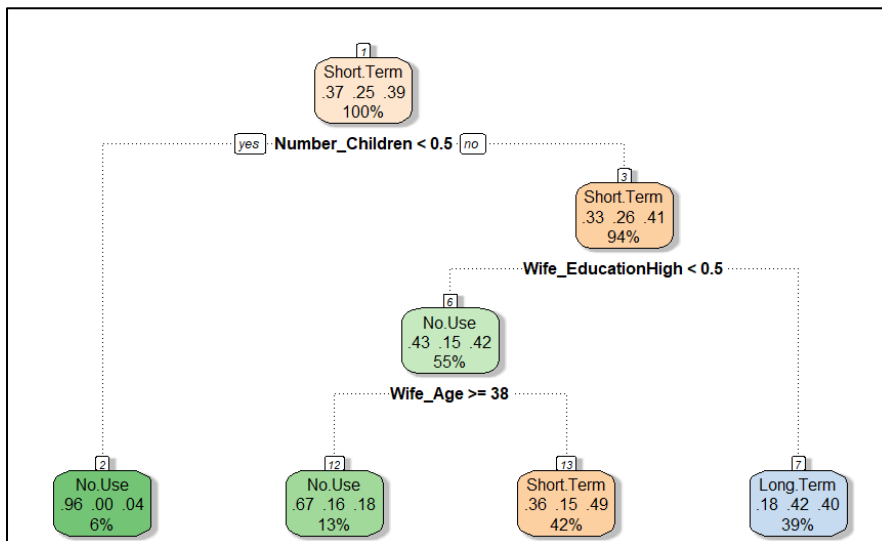 1
Short.Term
.37 .25 .39
100%
yes Number_Children < 0.5 no
3
Short.Term
.33 .26 .41
94%
Wife_EducationHigh < 0.5
6
No.Use
.43 .15 .42
55%
Wife_Age >= 38
2
No.Use
.96 .00 .04
6%
12
No.Use
.67 .16 .18
13%
13
Short.Term
.36 .15 .49
42%
7
Long.Term
.18 .42 .40
39%